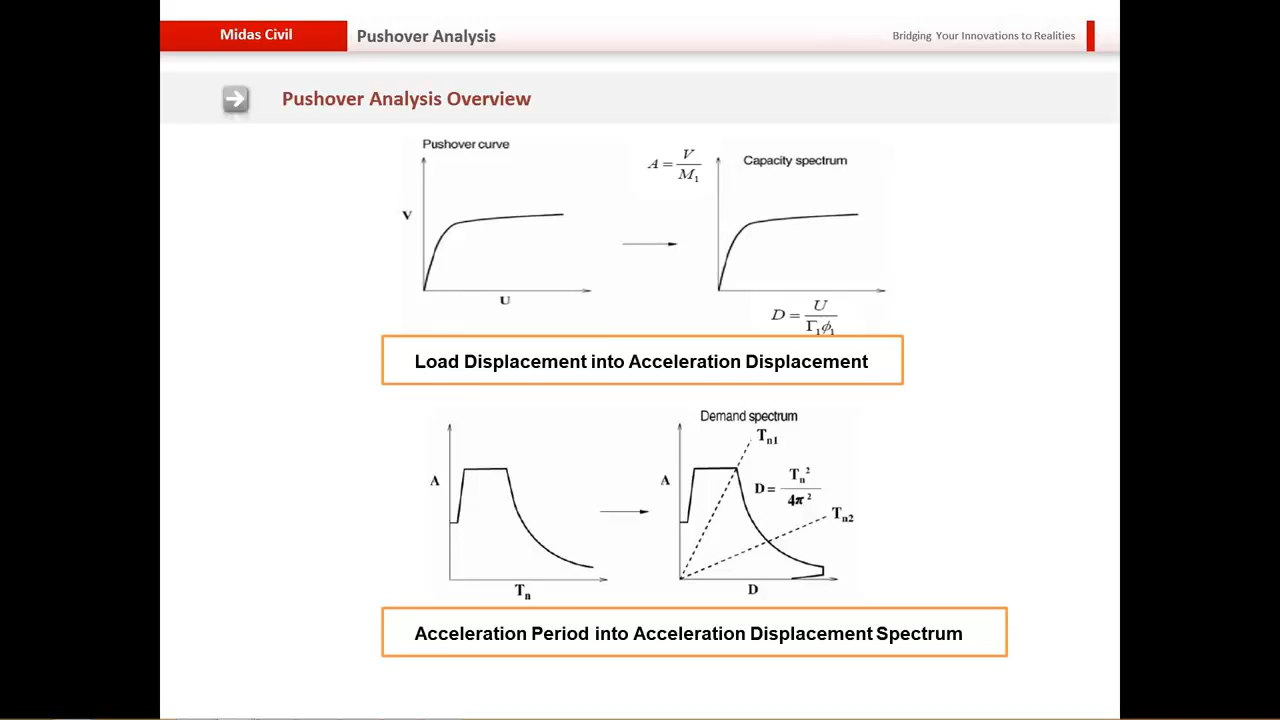 Midas Civil
Pushover Analysis
Bridging Your Innovations to Realities
Pushover Analysis Overview
Pushover curve
V
U
A = V / M₁
Capacity spectrum
D = U / Γ₁ϕ₁
Load Displacement into Acceleration Displacement
A
Tₙ
Demand spectrum
Tₙ₁
A
D = Tₙ² / 4π²
Tₙ₂
D
Acceleration Period into Acceleration Displacement Spectrum